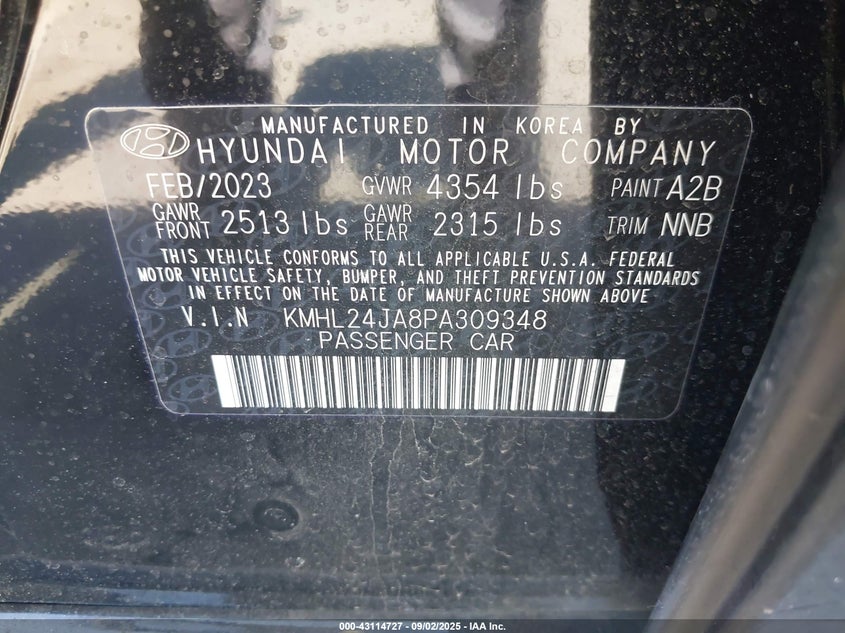 MANUFACTURED IN KOREA BY
HYUNDAI MOTOR COMPANY
FEB/2023 GVWR 4354 lbs PAINT A2B
GAWR FRONT 2513 lbs GAWR REAR 2315 lbs TRIM NNB
THIS VEHICLE CONFORMS TO ALL APPLICABLE U.S.A. FEDERAL
MOTOR VEHICLE SAFETY, BUMPER, AND THEFT PREVENTION STANDARDS
IN EFFECT ON THE DATE OF MANUFACTURE SHOWN ABOVE
V.I.N KMHL24JA8PA309348
PASSENGER CAR
000-43114727 - 09/02/2025 - IAA Inc.